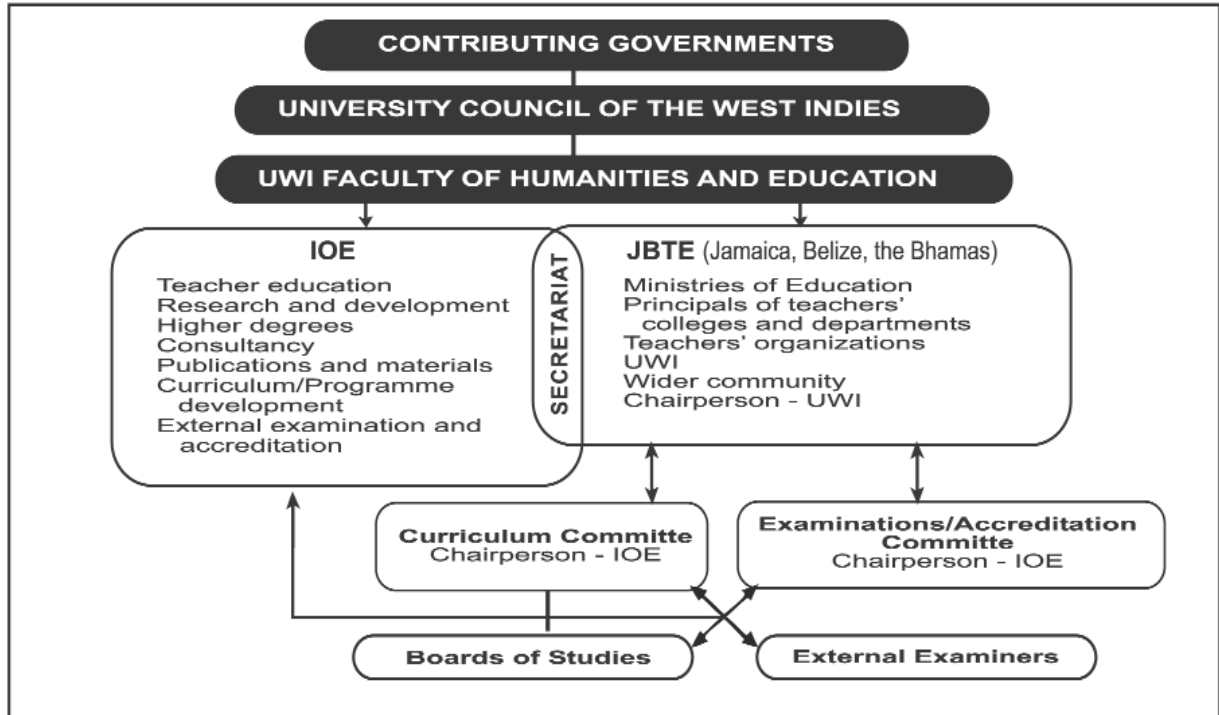 CONTRIBUTING GOVERNMENTS
UNIVERSITY COUNCIL OF THE WEST INDIES
UWI FACULTY OF HUMANITIES AND EDUCATION
IOE
Teacher education
Research and development
Higher degrees
Consultancy
Publications and materials
Curriculum/Programme
development
External examination and
accreditation
SECRETARIAT
JBTE (Jamaica, Belize, the Bhamas)
Ministries of Education
Principals of teachers'
colleges and departments
Teachers' organizations
UWI
Wider community
Chairperson - UWI
Curriculum Committe
Chairperson - IOE
Examinations/Accreditation
Committe
Chairperson - IOE
Boards of Studies
External Examiners